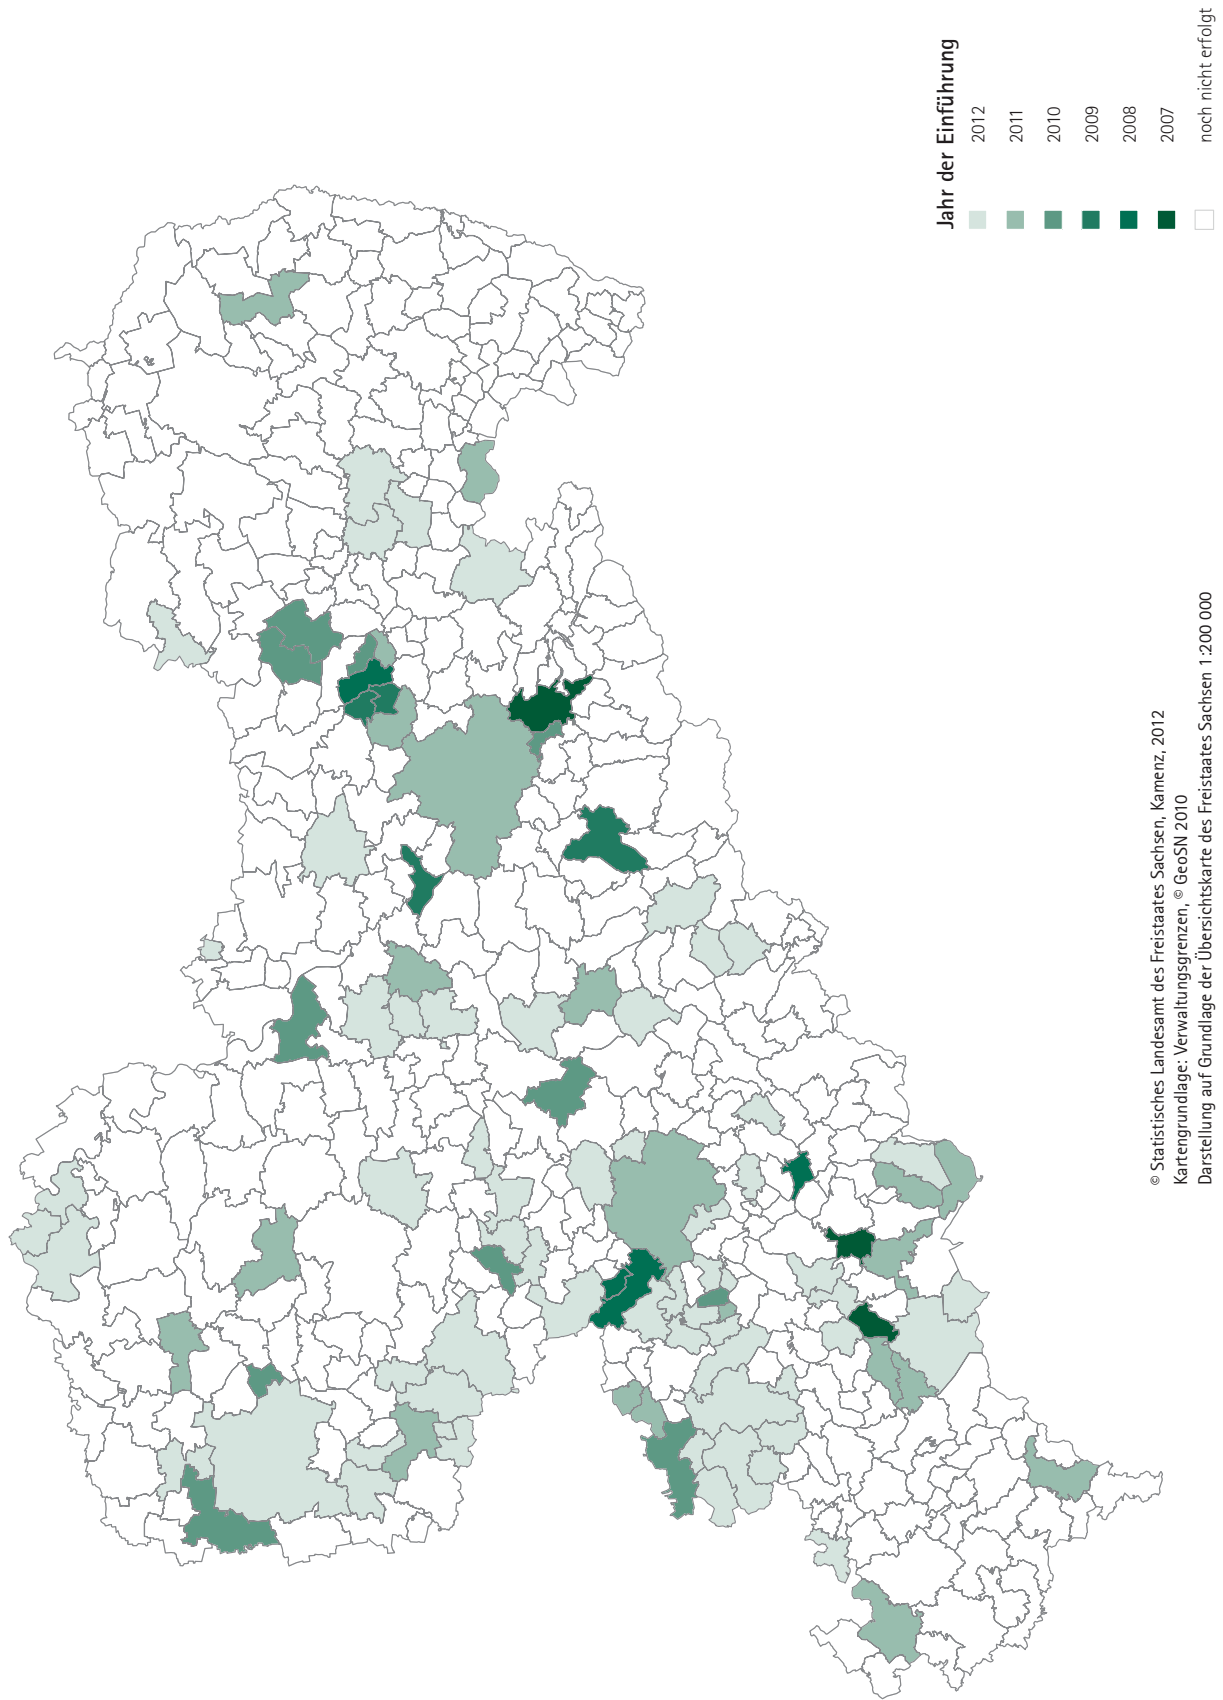 Jahr der Einführung
2012
2011
2010
2009
2008
2007
noch nicht erfolgt
© Statistisches Landesamt des Freistaates Sachsen, Kamenz, 2012
Kartengrundlage: Verwaltungsgrenzen, © GeoSN 2010
Darstellung auf Grundlage der Übersichtskarte des Freistaates Sachsen 1:200 000